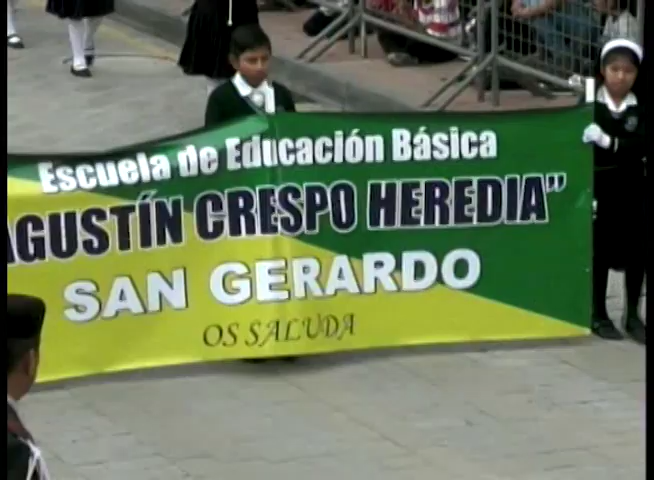 Escuela de Educación Básica
AGUSTÍN CRESPO HEREDIA”
SAN GERARDO
OS SALUDA